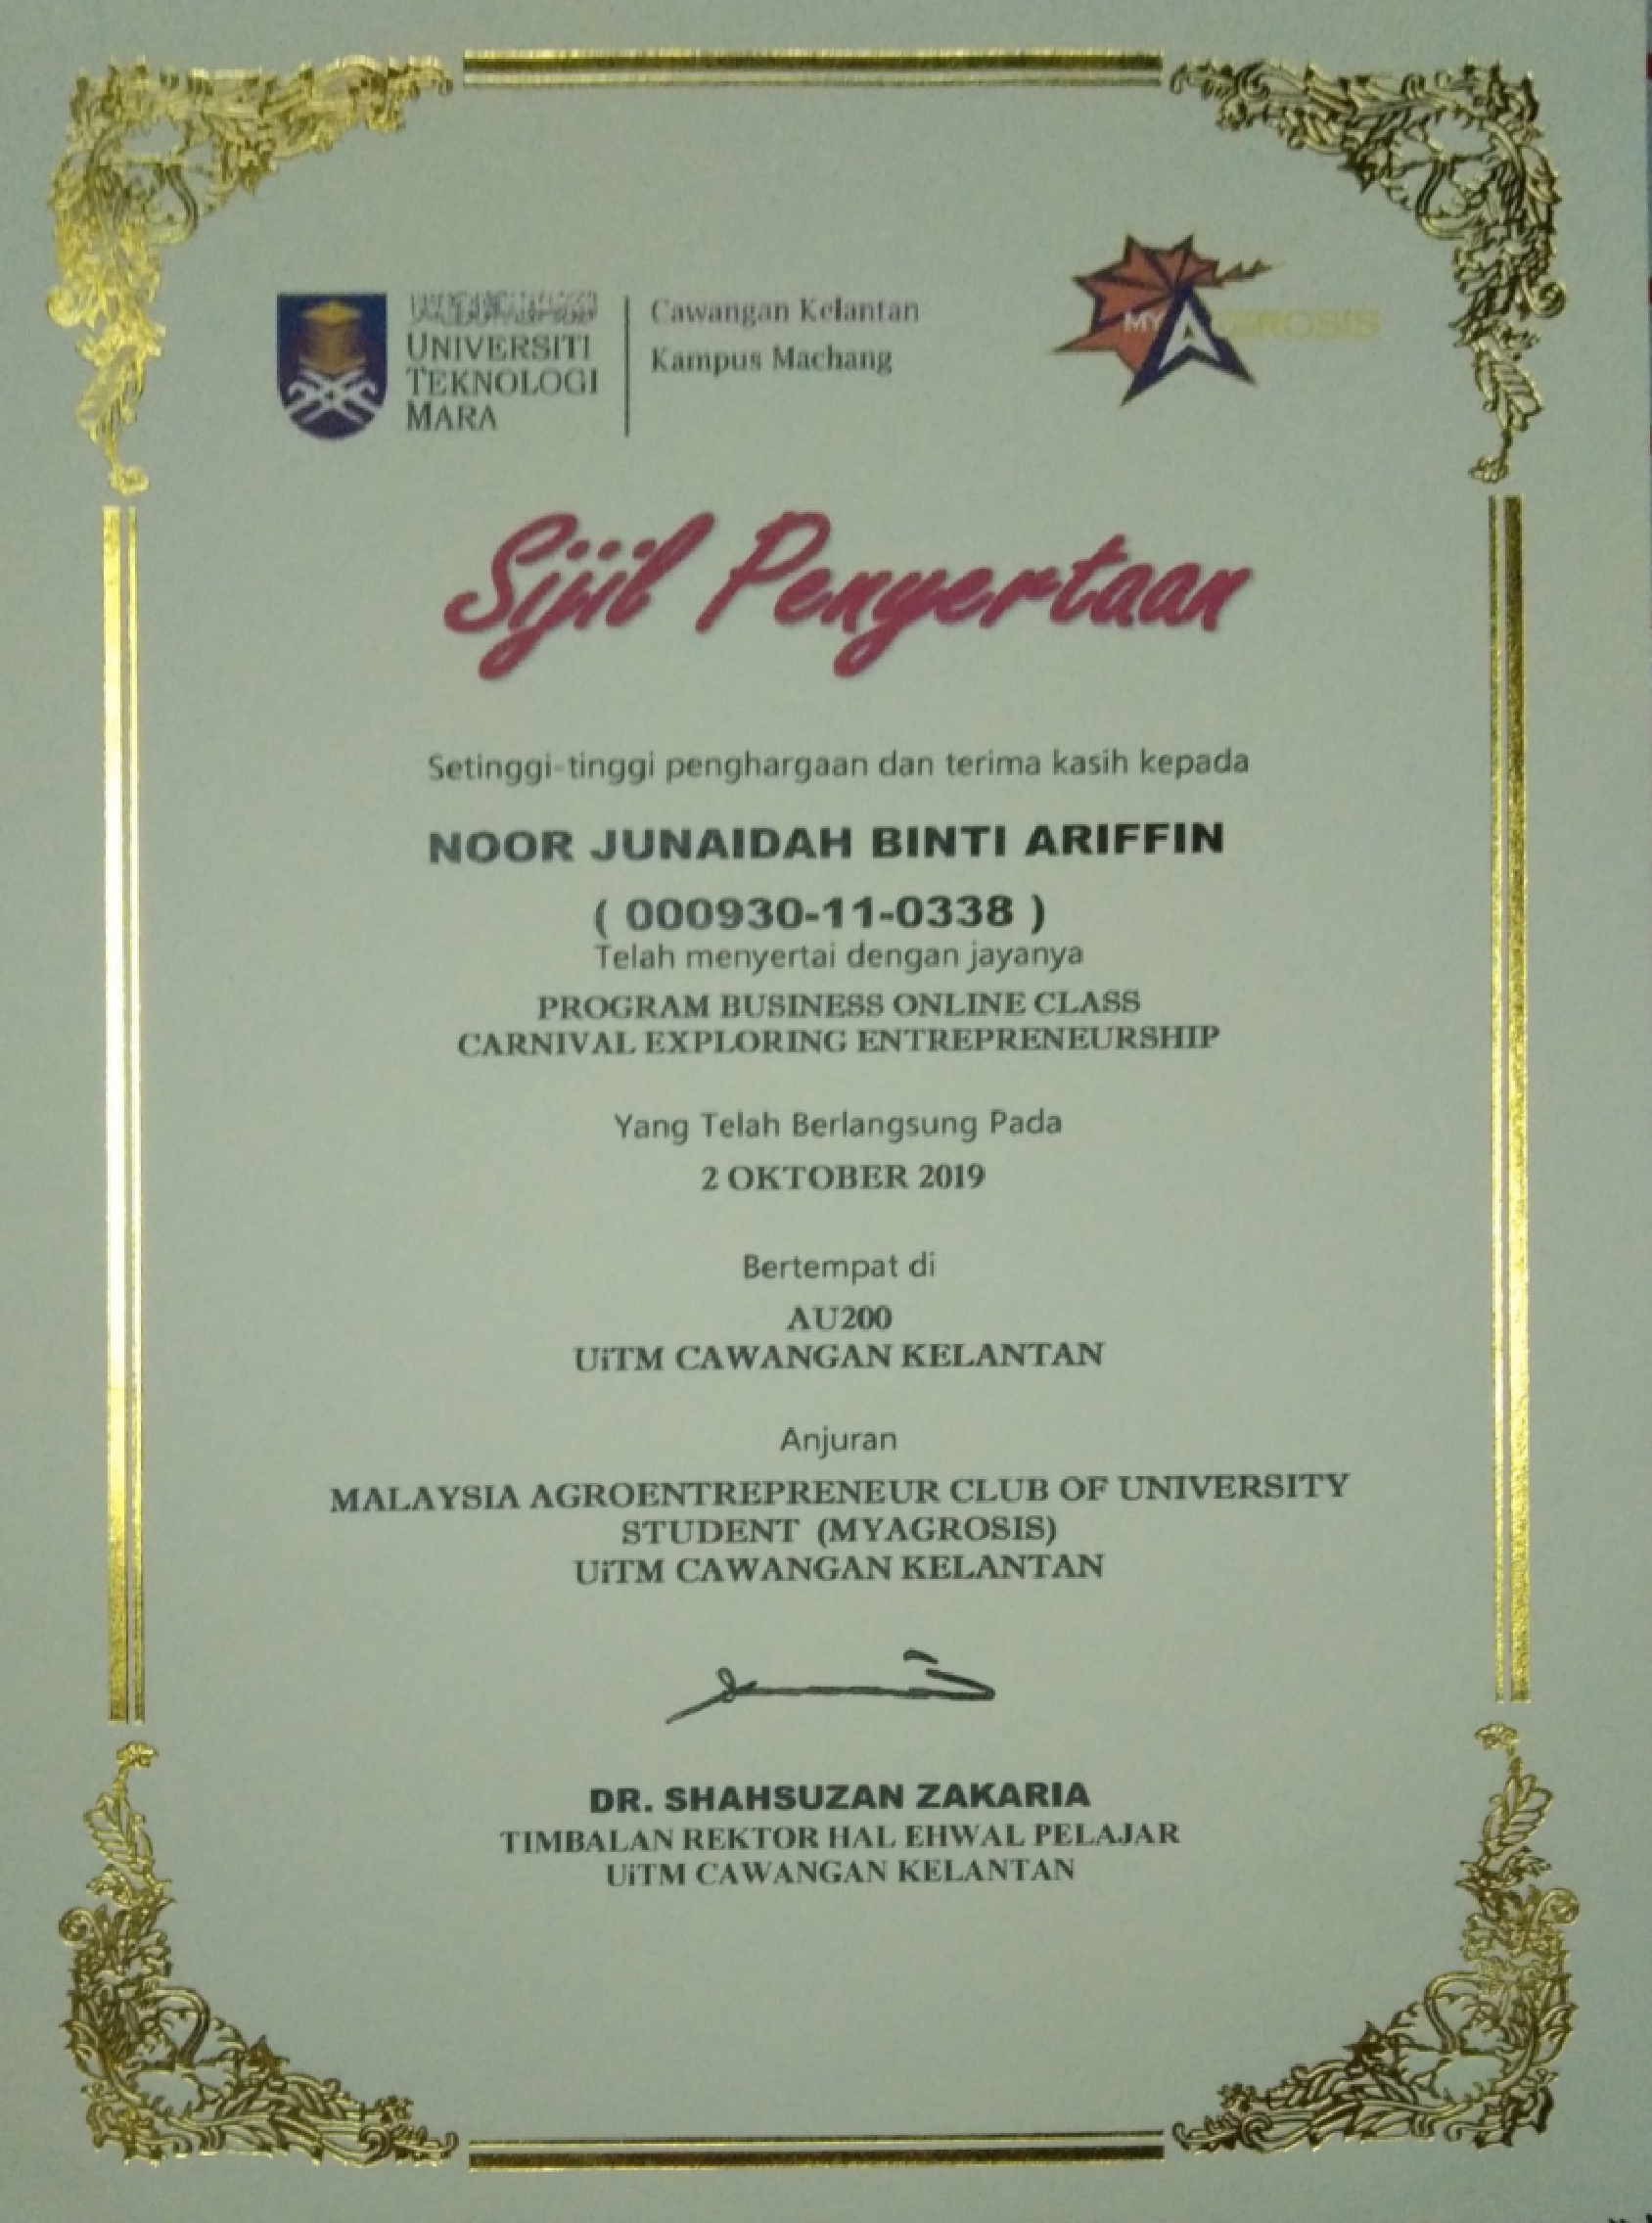 UNIVERSITI
TEKNOLOGI
MARA
Cawangan Kelantan
Kampus Machang
MY AGROSIS
Sijil Penyertaan
Setinggi-tinggi penghargaan dan terima kasih kepada
NOOR JUNAIDAH BINTI ARIFFIN
( 000930-11-0338 )
Telah menyertai dengan jayanya
PROGRAM BUSINESS ONLINE CLASS
CARNIVAL EXPLORING ENTREPRENEURSHIP
Yang Telah Berlangsung Pada
2 OKTOBER 2019
Bertempat di
AU200
UiTM CAWANGAN KELANTAN
Anjuran
MALAYSIA AGROENTREPRENEUR CLUB OF UNIVERSITY
STUDENT (MYAGROSIS)
UiTM CAWANGAN KELANTAN
DR. SHAHSUZAN ZAKARIA
TIMBALAN REKTOR HAL EHWAL PELAJAR
UiTM CAWANGAN KELANTAN